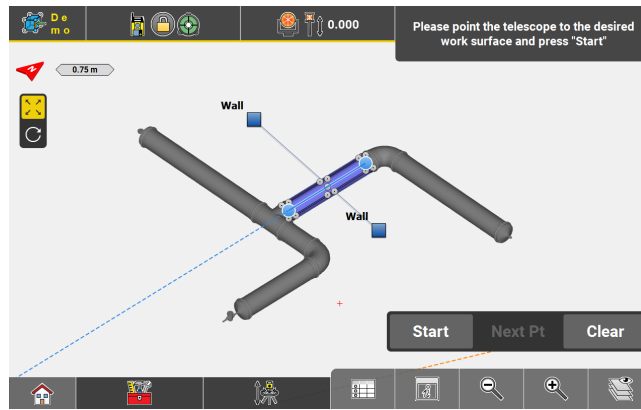 De
mo
0.000
Please point the telescope to the desired
work surface and press "Start"
N
0.75 m
Wall
Wall
Start
Next Pt
Clear